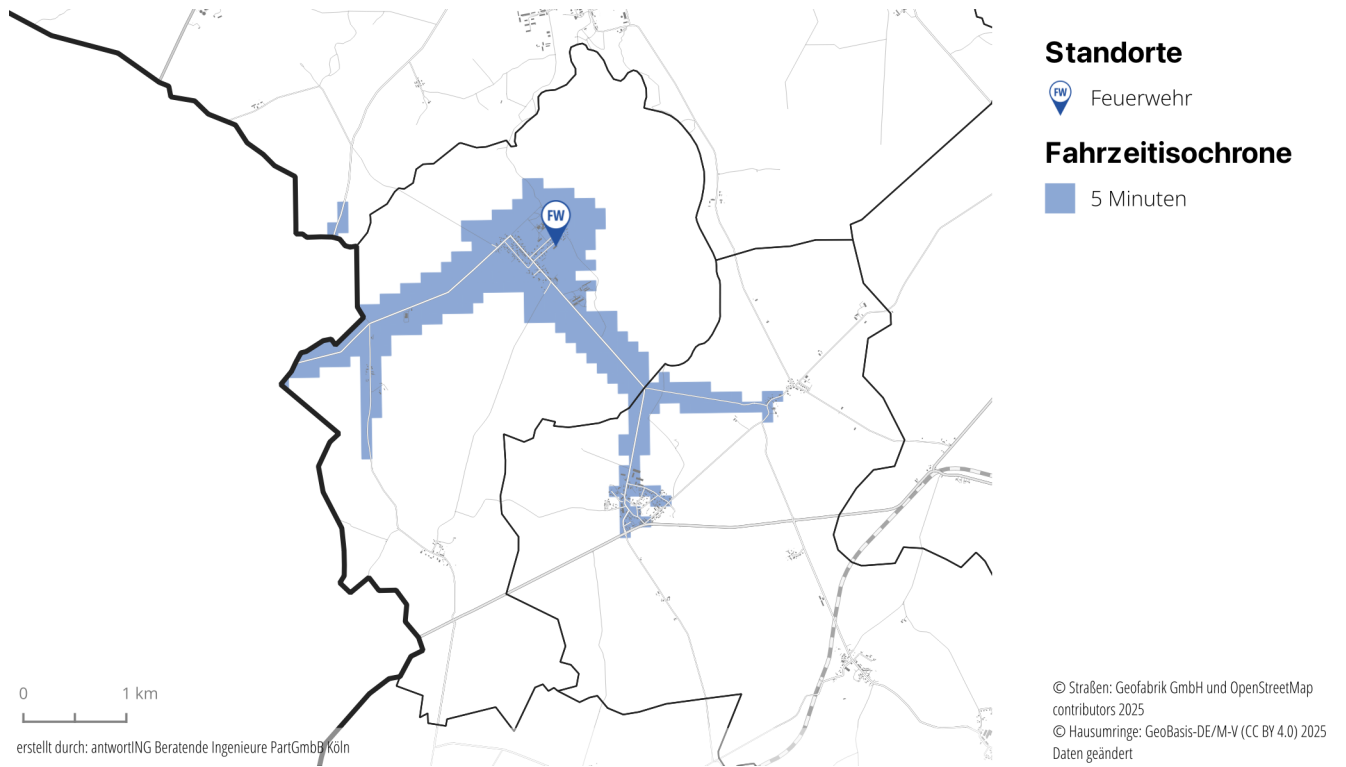 Standorte
FW
Feuerwehr
Fahrzeitisochrone
5 Minuten
FW
0 1 km
erstellt durch: antwortING Beratende Ingenieure PartGmbB Köln
© Straßen: Geofabrik GmbH und OpenStreetMap
contributors 2025
© Hausumringe: GeoBasis-DE/M-V (CC BY 4.0) 2025
Daten geändert